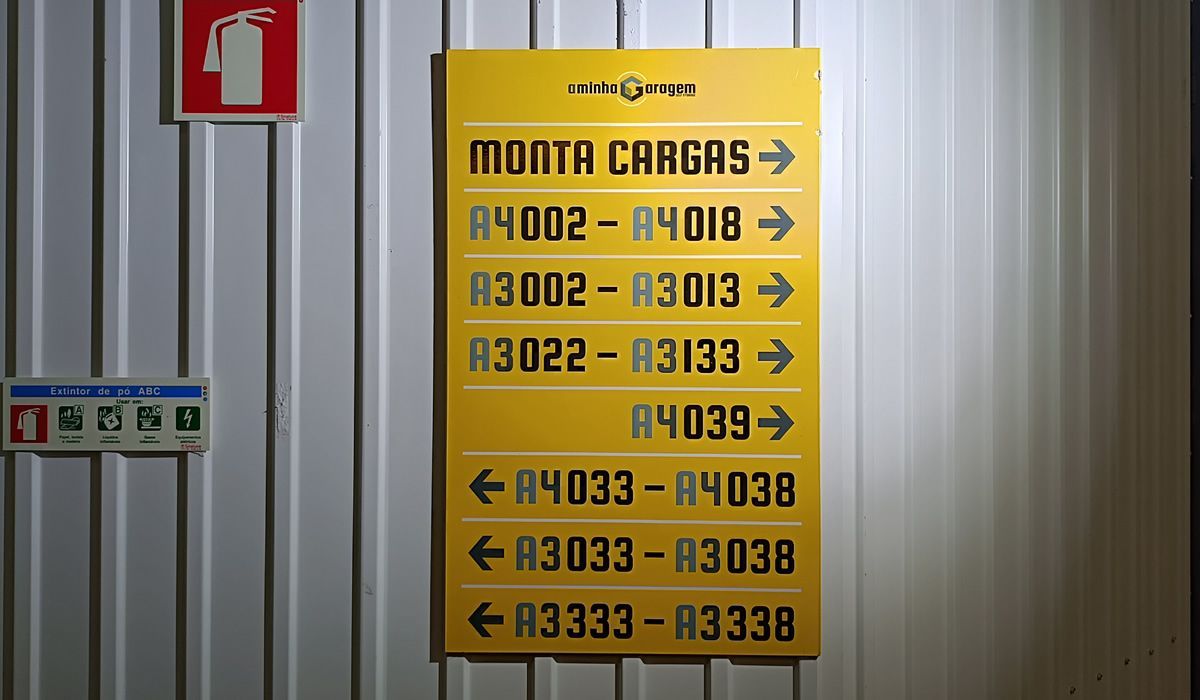 aminhaGaragem
MONTA CARGAS →
A4002 – A4018 →
A3002 – A3013 →
A3022 – A3133 →
A4039 →
← A4033 – A4038
← A3033 – A3038
← A3333 – A3338
Extintor de pó ABC
Usar em:
A B C